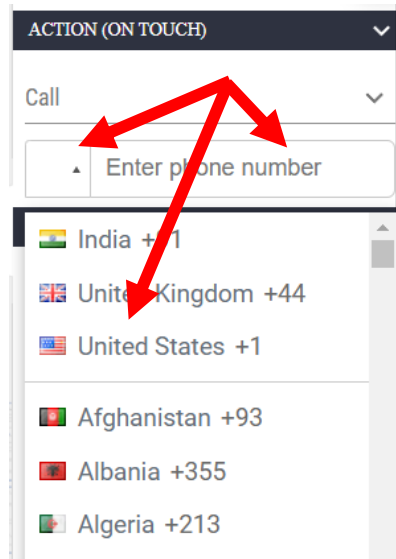 ACTION (ON TOUCH)
Call
Enter phone number
India +91
United Kingdom +44
United States +1
Afghanistan +93
Albania +355
Algeria +213